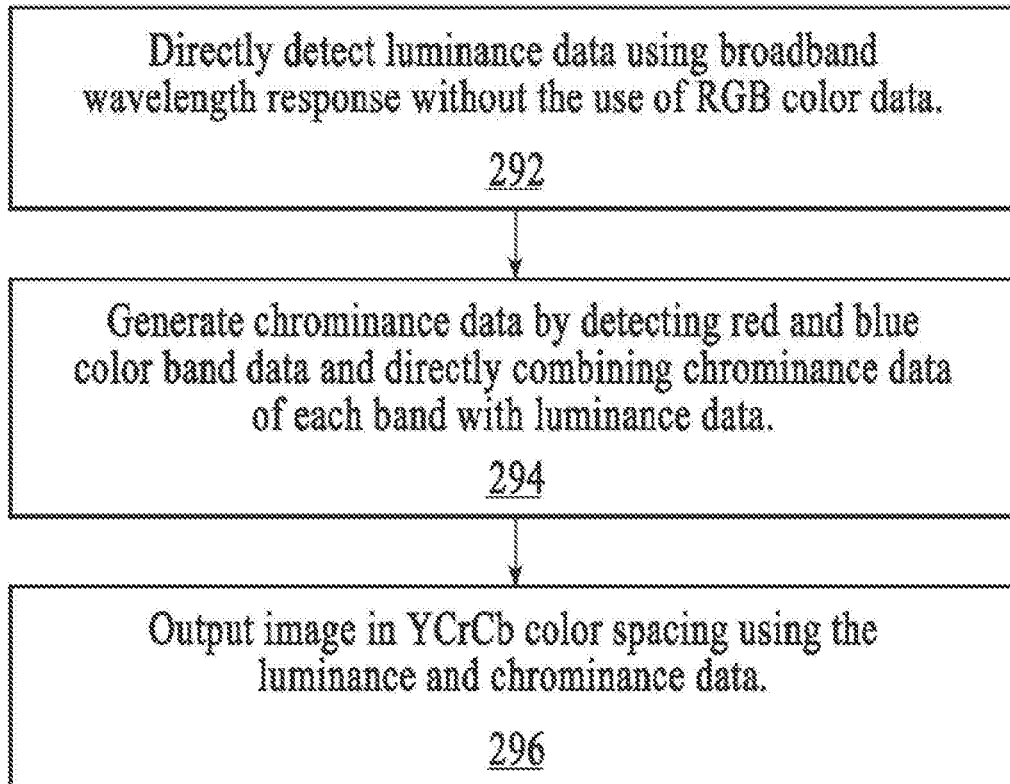 Directly detect luminance data using broadband
wavelength response without the use of RGB color data.
292
Generate chrominance data by detecting red and blue
color band data and directly combining chrominance data
of each band with luminance data.
294
Output image in YCrCb color spacing using the
luminance and chrominance data.
296